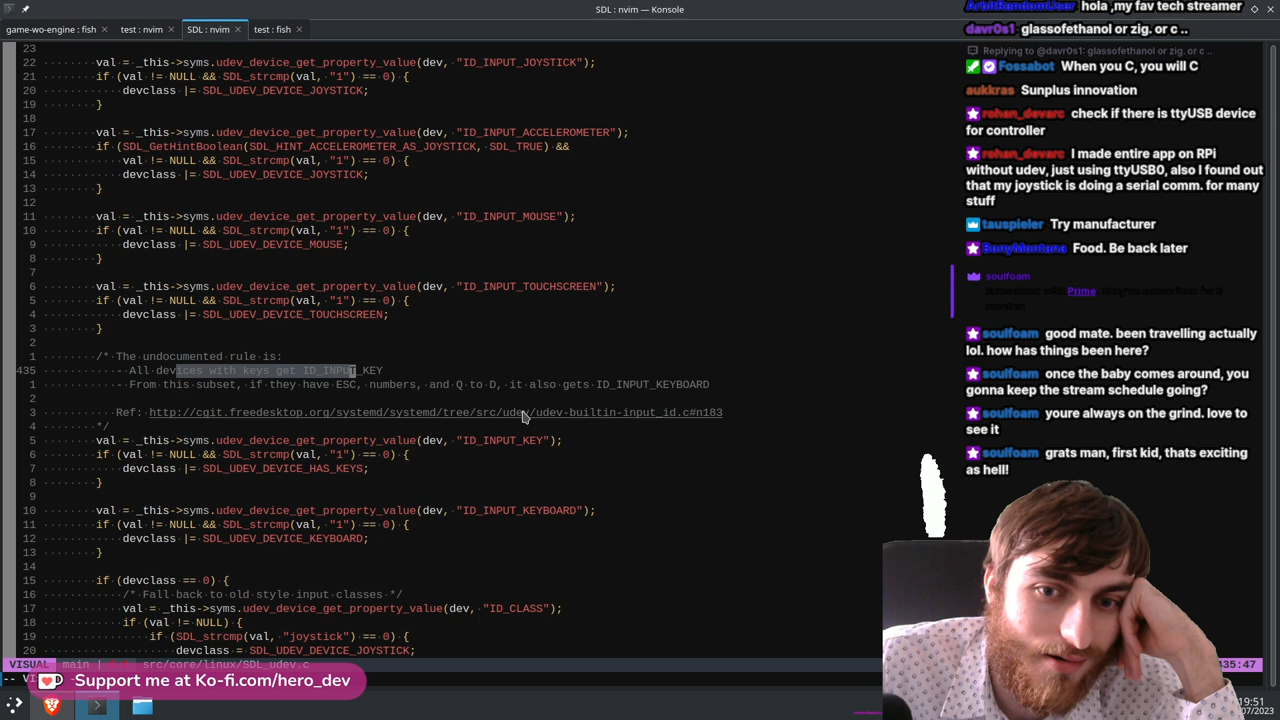 SDL : nvim — Konsole
game-wo-engine : fish
test : nvim
SDL : nvim
test : fish
23
22 val = _this->syms.udev_device_get_property_value(dev, "ID_INPUT_JOYSTICK");
21 if (val != NULL && SDL_strcmp(val, "1") == 0) {
20 devclass |= SDL_UDEV_DEVICE_JOYSTICK;
19 }
18
17 val = _this->syms.udev_device_get_property_value(dev, "ID_INPUT_ACCELEROMETER");
16 if (SDL_GetHintBoolean(SDL_HINT_ACCELEROMETER_AS_JOYSTICK, SDL_TRUE) &&
15 val != NULL && SDL_strcmp(val, "1") == 0) {
14 devclass |= SDL_UDEV_DEVICE_JOYSTICK;
13 }
12
11 val = _this->syms.udev_device_get_property_value(dev, "ID_INPUT_MOUSE");
10 if (val != NULL && SDL_strcmp(val, "1") == 0) {
9 devclass |= SDL_UDEV_DEVICE_MOUSE;
8 }
7
6 val = _this->syms.udev_device_get_property_value(dev, "ID_INPUT_TOUCHSCREEN");
5 if (val != NULL && SDL_strcmp(val, "1") == 0) {
4 devclass |= SDL_UDEV_DEVICE_TOUCHSCREEN;
3 }
2
1 /* The undocumented rule is:
435 - All devices with keys get ID_INPUT_KEY
1 - From this subset, if they have ESC, numbers, and Q to D, it also gets ID_INPUT_KEYBOARD
2
3 Ref: http://cgit.freedesktop.org/systemd/systemd/tree/src/udev/udev-builtin-input_id.c#n183
4 */
5 val = _this->syms.udev_device_get_property_value(dev, "ID_INPUT_KEY");
6 if (val != NULL && SDL_strcmp(val, "1") == 0) {
7 devclass |= SDL_UDEV_DEVICE_HAS_KEYS;
8 }
9
10 val = _this->syms.udev_device_get_property_value(dev, "ID_INPUT_KEYBOARD");
11 if (val != NULL && SDL_strcmp(val, "1") == 0) {
12 devclass |= SDL_UDEV_DEVICE_KEYBOARD;
13 }
14
15 if (devclass == 0) {
16 /* Fall back to old style input classes */
17 val = _this->syms.udev_device_get_property_value(dev, "ID_CLASS");
18 if (val != NULL) {
19 if (SDL_strcmp(val, "joystick") == 0) {
20 devclass = SDL_UDEV_DEVICE_JOYSTICK;
VISUAL main | src/core/linux/SDL_udev.c
435:47
-- VI
Support me at Ko-fi.com/hero_dev
19:51
07/2023
ArbitRandomUser hola ,my fav tech streamer
davr0s1 glassofethanol or zig. or c ..
Replying to @davr0s1: glassofethanol or zig. or c ..
Fossabot When you C, you will C
aukkras Sunplus innovation
rohan_devarc check if there is ttyUSB device
for controller
rohan_devarc I made entire app on RPi
without udev, just using ttyUSB0, also I found out
that my joystick is doing a serial comm. for many
stuff
tauspieler Try manufacturer
BonyMontana Food. Be back later
soulfoam
Prime
soulfoam good mate. been travelling actually
lol. how has things been here?
soulfoam once the baby comes around, you
gonna keep the stream schedule going?
soulfoam youre always on the grind. love to
see it
soulfoam grats man, first kid, thats exciting
as hell!